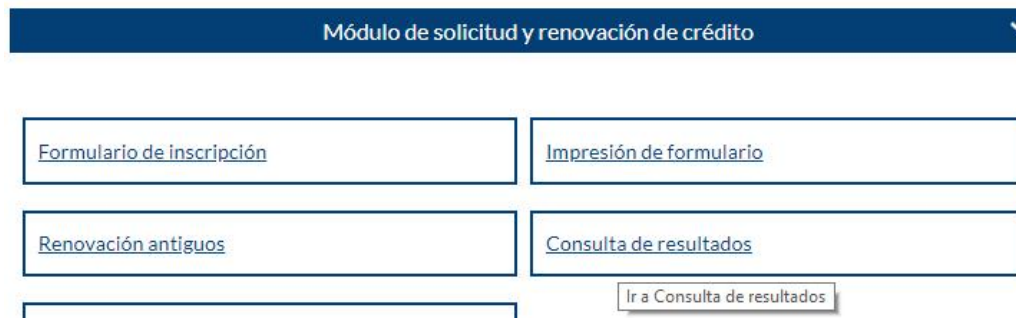 Módulo de solicitud y renovación de crédito
Formulario de inscripción
Impresión de formulario
Renovación antiguos
Consulta de resultados
Ir a Consulta de resultados